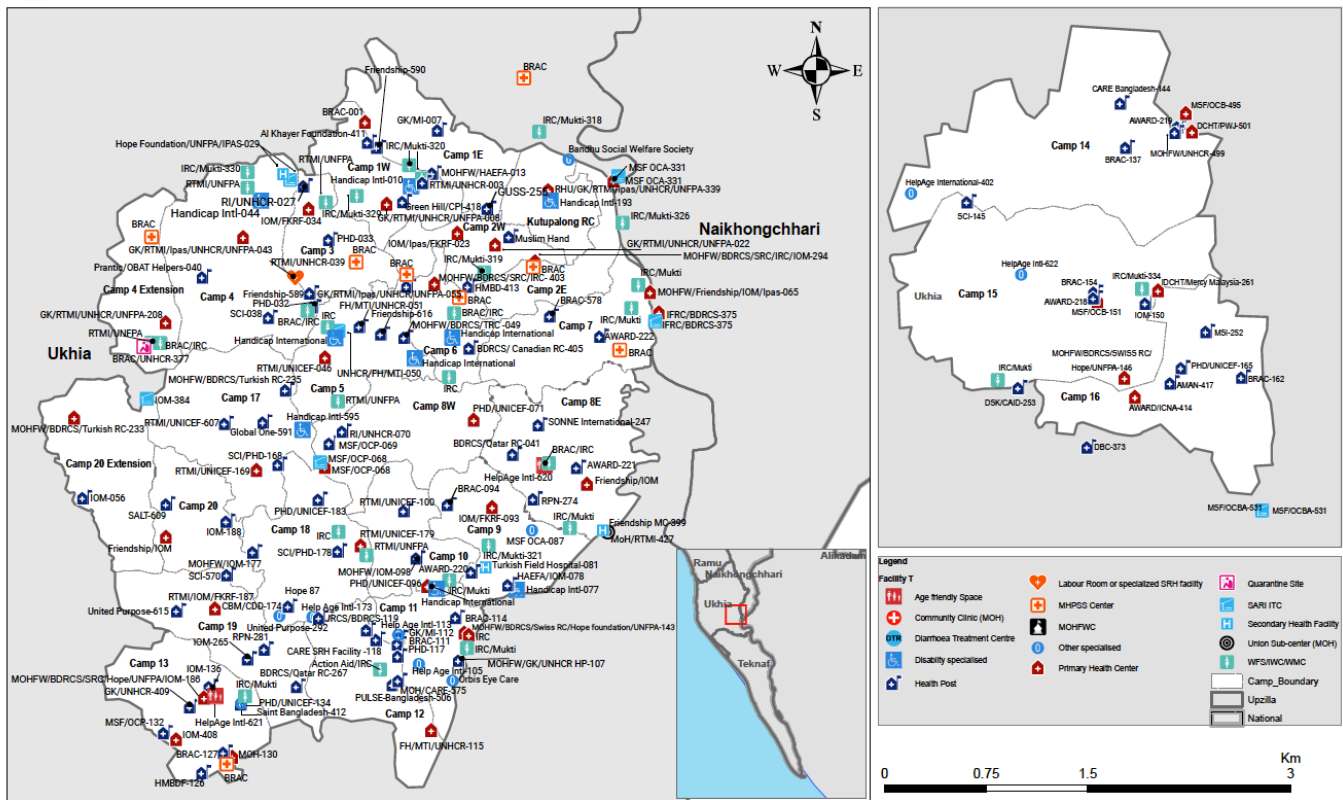 N
W
E
S
Friendship-590
BRAC
BRAC-001
GK/MI-007
Al Khayer Foundation-411
IRC/Mukti-318
Hope Foundation/UNFPA/IPAS-029
RTMI/UNFPA
IRC/Mukti-320
Camp 1E
Bandhu Social Welfare Society
IRC/Mukti-330
Camp 1W
MOHFW/HAEFA-013
MSF OCA-331
RTMI/UNFPA
Handicap Intl-010
RTMI/UNHCR-003
GUSS-255
MSF OCA-331
RI/UNHCR-027
RHU/GK/RTMI/Ipas/UNHCR/UNFPA-339
Handicap Intl-044
IRC/Mukti-329
Green Hill/CPI-418
Handicap Intl-193
IOM/FKRF-034
GK/RTMI/UNHCR/UNFPA-008
IRC/Mukti-326
Camp 2W
Kutupalong RC
Naikhongchhari
BRAC
PHD-033
IOM/Ipas/FKRF-023
Muslim Hand
GK/RTMI/Ipas/UNHCR/UNFPA-043
Camp 3
GK/RTMI/UNHCR/UNFPA-022
RTMI/UNHCR-039
BRAC
BRAC
IRC/Mukti-319
BRAC
MOHFW/BDRCS/SRC/IRC/IOM-294
Prantic/OBAT Helpers-040
MOHFW/BDRCS/SRC/IRC- 403
IRC/Mukti
Camp 4 Extension
Camp 4
Friendship-589
GK/RTMI/Ipas/UNHCR/UNFPA-055
HMBD-413
Camp 2E
MOHFW/Friendship/IOM/Ipas-065
PHD-032
FH/MTI/UNHCR-051
BRAC
BRAC-578
GK/RTMI/UNHCR/UNFPA-208
SCI-038
BRAC/IRC
IRC
Friendship-616
BRAC/IRC
IRC/Mukti
IFRC/BDRCS-375
RTMI/UNFPA
MOHFW/BDRCS/TRC -049
Camp 7
IFRC/BDRCS-375
Ukhia
BRAC/IRC
Handicap International
Handicap International
AWARD-222
BRAC/UNHCR-377
Camp 6
BDRCS/ Canadian RC-405
BRAC
Handicap International
RTMI/UNICEF-046
UNHCR/FH/MTI-050
MOHFW/BDRCS/Turkish RC-235
Camp 5
IRC
IOM-384
Camp 17
RTMI/UNFPA
Camp 8W
Camp 8E
PHD/UNICEF-071
MOHFW/BDRCS/Turkish RC-233
RTMI/UNICEF-607
Handicap Intl-595
Global One-591
RI/UNHCR-070
SONNE International-247
MSF/OCP-069
BDRCS/Qatar RC-041
Camp 20 Extension
SCI/PHD-168
MSF/OCP-068
BRAC/IRC
RTMI/UNICEF-169
MSF/OCP-068
HelpAge Intl-620
AWARD-221
Friendship/IOM
IOM-056
Camp 20
PHD/UNICEF-183
RTMI/UNICEF-100
BRAC-094
RPN-274
SALT-609
IOM/FKRF-093
IOM-188
Camp 18
IRC
RTMI/UNICEF-179
Camp 9
IRC/Mukti
Friendship MC-399
Friendship/IOM
MSF OCA-087
MoH/RTMI-427
MOHFW/IOM-177
SCI/PHD-178
RTMI/UNFPA
Camp 10
IRC/Mukti-321
SCI-570
MOHFW/IOM-098
AWARD-220
Turkish Field Hospital-081
PHD/UNICEF-096
HAEFA/IOM-078
RTMI/IOM/FKRF-187
IRC/Mukti
Handicap Intl-077
United Purpose-615
CBM/CDD-174
Hope 87
Help Age Intl-173
Camp 11
Handicap International
Camp 19
United Purpose-292
JRCS/BDRCS-119
Help Age Intl-113
BRAC-114
IOM-265
RPN-281
GK/MI-112
MOHFW/BDRCS/Swiss RC/Hope foundation/UNFPA-143
BRAC-111
IRC
CARE SRH Facility -118
PHD-117
IRC/Mukti
Camp 13
IOM-136
Action Aid/IRS
MOHFW/GK/UNHCR HP-107
MOHFW/BDRCS/SRC/Hope/UNFPA/IOM-186
BDRCS/Qatar RC-267
Help Age Intl-105
Orbis Eye Care
GK/UNHCR-409
IRC/Mukti
MOH/CARE-575
PHD/UNICEF-134
PULSE-Bangladesh-506
Saint Bangladesh-412
MSF/OCP-132
HelpAge Intl-621
Camp 12
IOM-408
BRAC-127
MOH-130
FH/MTI/UNHCR-115
BRAC
HMBDF-126
Ramu
Alikadam
Naikhongchhari
Ukhia
Teknaf
CARE Bangladesh-144
MSF/OCB-495
AWARD-219
DCHT/PWJ-501
Camp 14
BRAC-137
MOHFW/UNHCR-499
HelpAge International-402
SCI-145
HelpAge Intl-622
Ukhia
Camp 15
BRAC-154
IRC/Mukti-334
IDCHT/Mercy Malaysia-261
AWARD-218
MSF/OCB-151
IOM-150
MSI-252
MOHFW/BDRCS/SWISS RC/
Hope/UNFPA-146
PHD/UNICEF-165
IRC/Mukti
AMAN-417
BRAC-162
DSK/CAID-253
Camp 16
AWARD/ICNA-414
DBC-373
MSF/OCBA-531
MSF/OCBA-531
Legend
Facility T
Age friendly Space
Community Clinic (MOH)
DTR
Diarrhoea Treatment Centre
Disabilty specialised
Health Post
Labour Room or specialized SRH facility
MHPSS Center
MOHFWC
Other specialised
Primary Health Center
Quarantine Site
SARI ITC
Secondary Health facility
Union Sub-center (MOH)
WFS/IWC/WMC
Camp_Boundary
Upzilla
National
Km
0
0.75
1.5
3